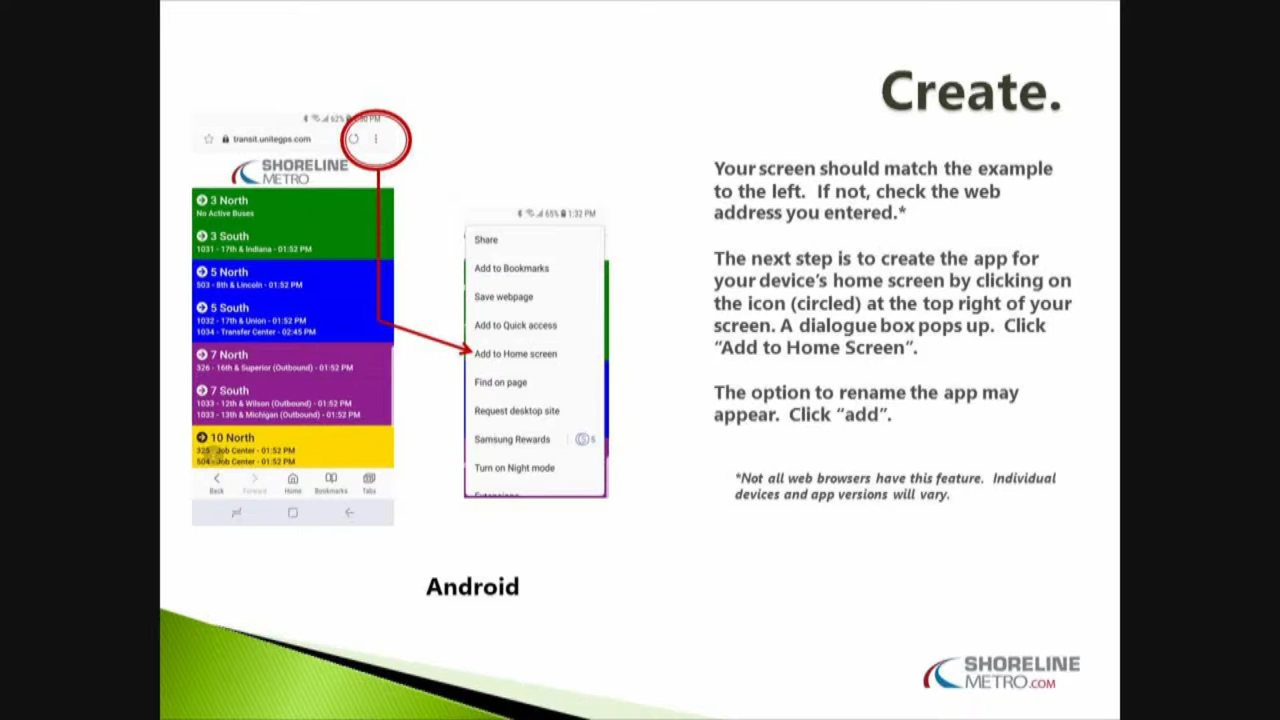 Create.
62%
transit.unitegps.com
SHORELINE
METRO
3 North
No Active Buses
3 South
1031 - 17th & Indiana - 01:52 PM
5 North
503 - 8th & Lincoln - 01:52 PM
5 South
1032 - 17th & Union - 01:52 PM
1034 - Transfer Center - 02:45 PM
7 North
326 - 16th & Superior (Outbound) - 01:52 PM
7 South
1033 - 12th & Wilson (Outbound) - 01:52 PM
1033 - 13th & Michigan (Outbound) - 01:52 PM
10 North
Job Center - 01:52 PM
Job Center - 01:52 PM
Back Forward Home Bookmarks Tabs
65% 1:32 PM
Share
Add to Bookmarks
Save webpage
Add to Quick access
Add to Home screen
Find on page
Request desktop site
Samsung Rewards
Turn on Night mode
Extensions
Android
Your screen should match the example
to the left. If not, check the web
address you entered.*
The next step is to create the app for
your device's home screen by clicking on
the icon (circled) at the top right of your
screen. A dialogue box pops up. Click
“Add to Home Screen”.
The option to rename the app may
appear. Click “add”.
*Not all web browsers have this feature. Individual
devices and app versions will vary.
SHORELINE
METRO.COM